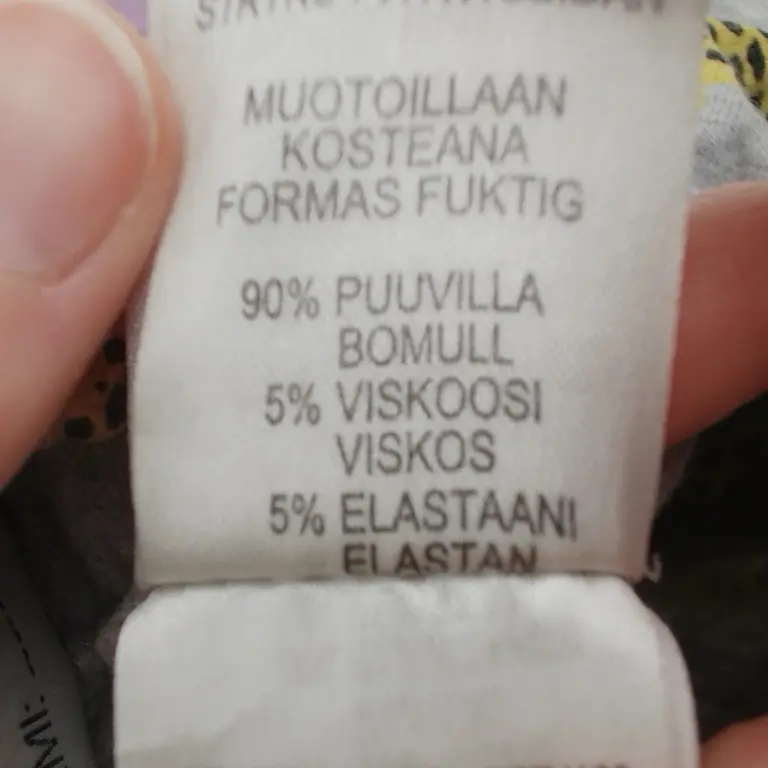 MUOTOILLAAN
KOSTEANA
FORMAS FUKTIG
90% PUUVILLA
BOMULL
5% VISKOOSI
VISKOS
5% ELASTAANI
ELASTAN